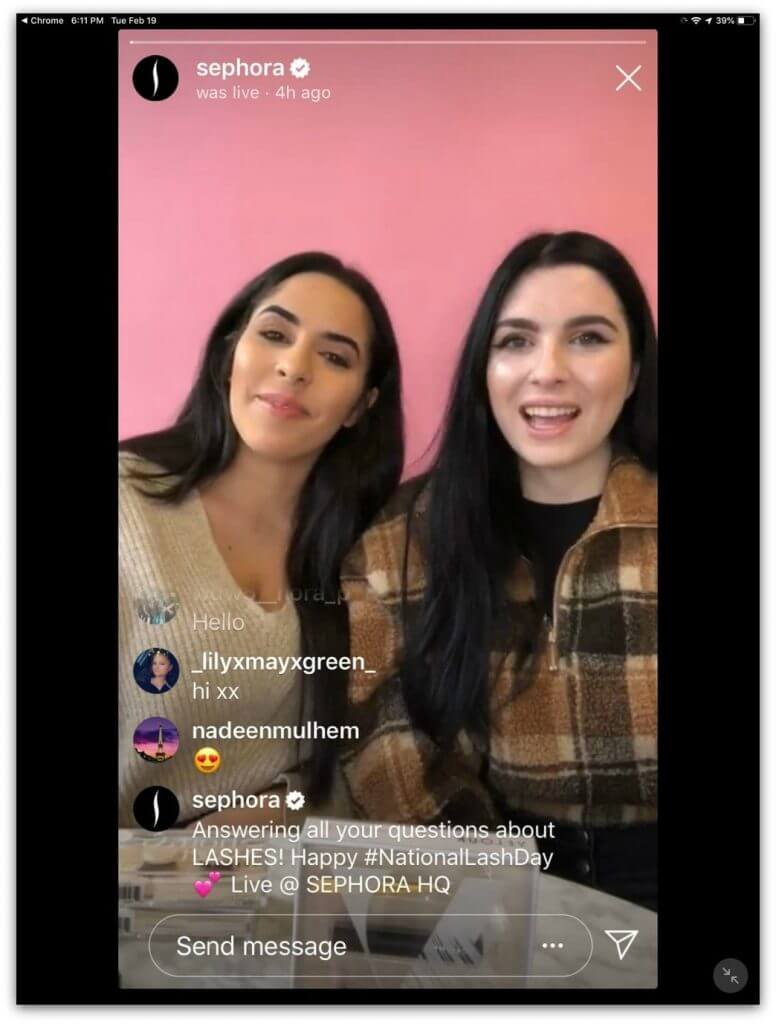 Chrome 6:11 PM Tue Feb 19 39%
sephora
was live · 4h ago
Hello
_lilyxmayxgreen_
hi xx
nadeenmulhem
😍
sephora
Answering all your questions about
LASHES! Happy #NationalLashDay
💕 Live @ SEPHORA HQ
Send message